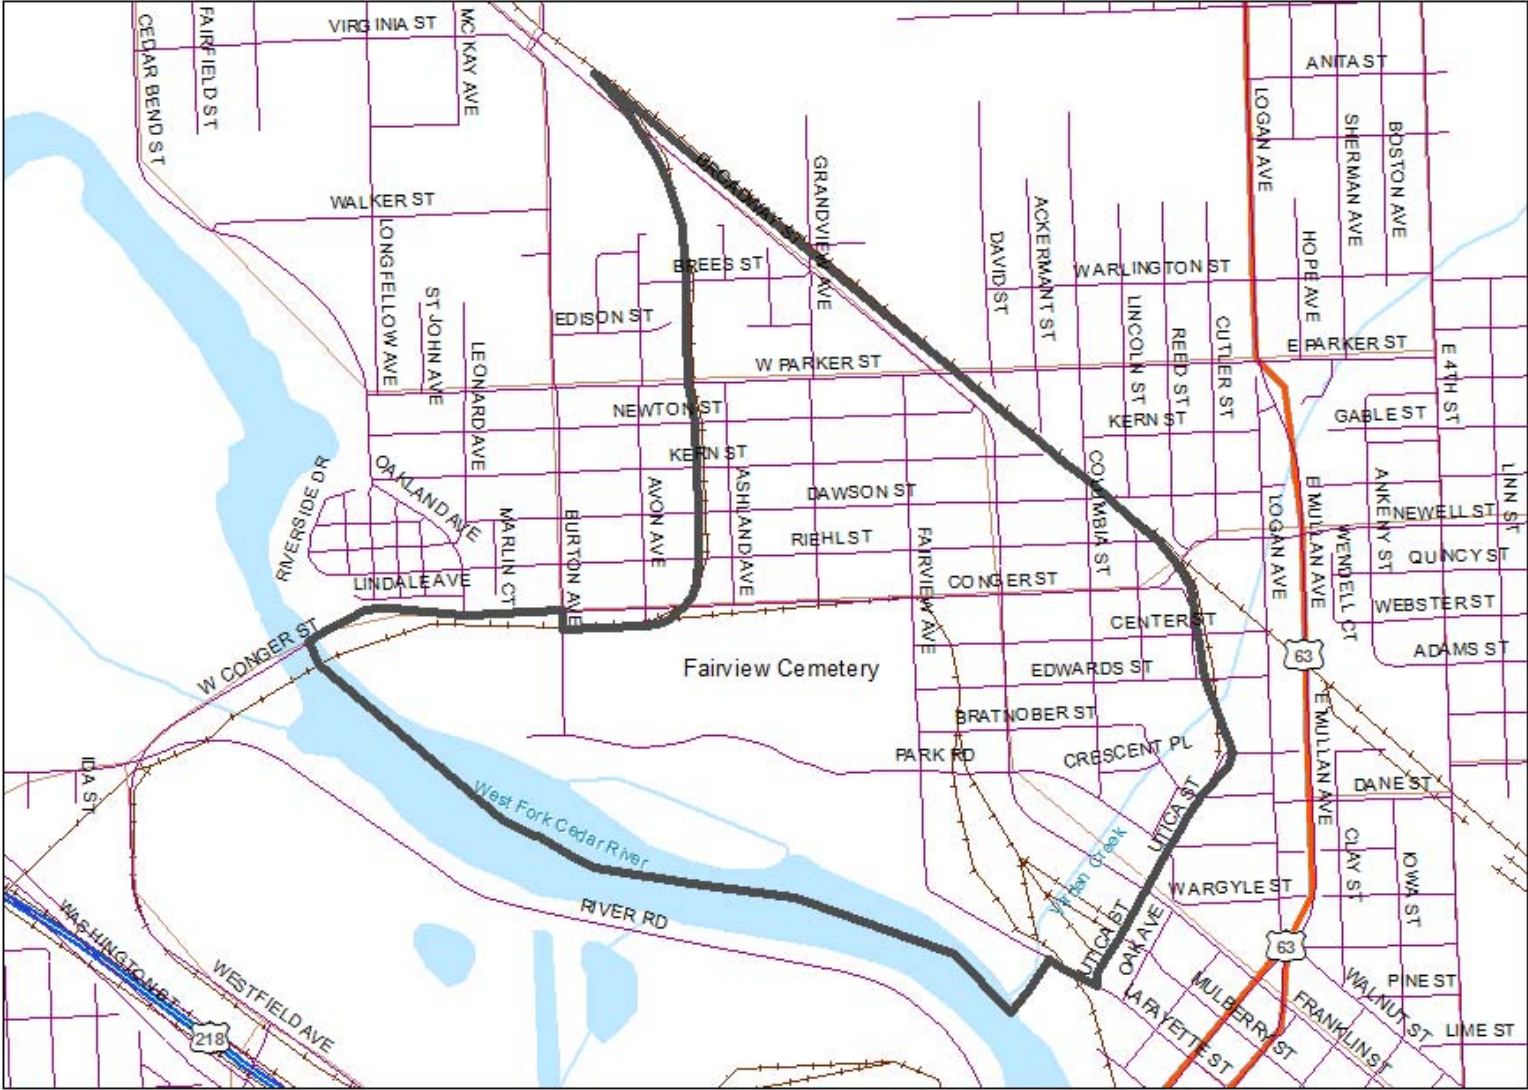 VIRGINIA ST
CEDAR BEND ST
FAIRFIELD ST
MC KAY AVE
ANITA ST
LOGAN AVE
SHERMAN AVE
BOSTON AVE
BROADWAY ST
GRANDVIEW AVE
WALKER ST
LONGFELLOW AVE
ST JOHN AVE
LEONARD AVE
BREES ST
EDISON ST
DAVID ST
ACKERMANT ST
W ARLINGTON ST
HOPE AVE
LINCOLN ST
REED ST
CUTLER ST
E PARKER ST
W PARKER ST
E 4TH ST
NEWTON ST
KERN ST
KERN ST
GABLE ST
OAKLAND AVE
RIVERSIDE DR
MARLIN CT
BURTON AVE
AVON AVE
ASHLAND AVE
DAWSON ST
RIEHL ST
FAIRVIEW AVE
COLUMBIA ST
LOGAN AVE
E MULLAN AVE
WENDELL CT
ANKENY ST
LINN ST
NEWELL ST
QUINCY ST
LINDALE AVE
CONGER ST
WEBSTER ST
CENTER ST
W CONGER ST
Fairview Cemetery
EDWARDS ST
63
ADAMS ST
BRATNOBER ST
E MULLAN AVE
PARK RD
CRESCENT PL
IDA ST
UTICA ST
DANE ST
West Fork Cedar River
Virden Creek
CLAY ST
IOWA ST
W ARGYLE ST
RIVER RD
UTICA ST
OAK AVE
63
WASHINGTON ST
WESTFIELD AVE
218
LAFAYETTE ST
MULBERRY ST
FRANKLIN ST
WALNUT ST
PINE ST
LIME ST